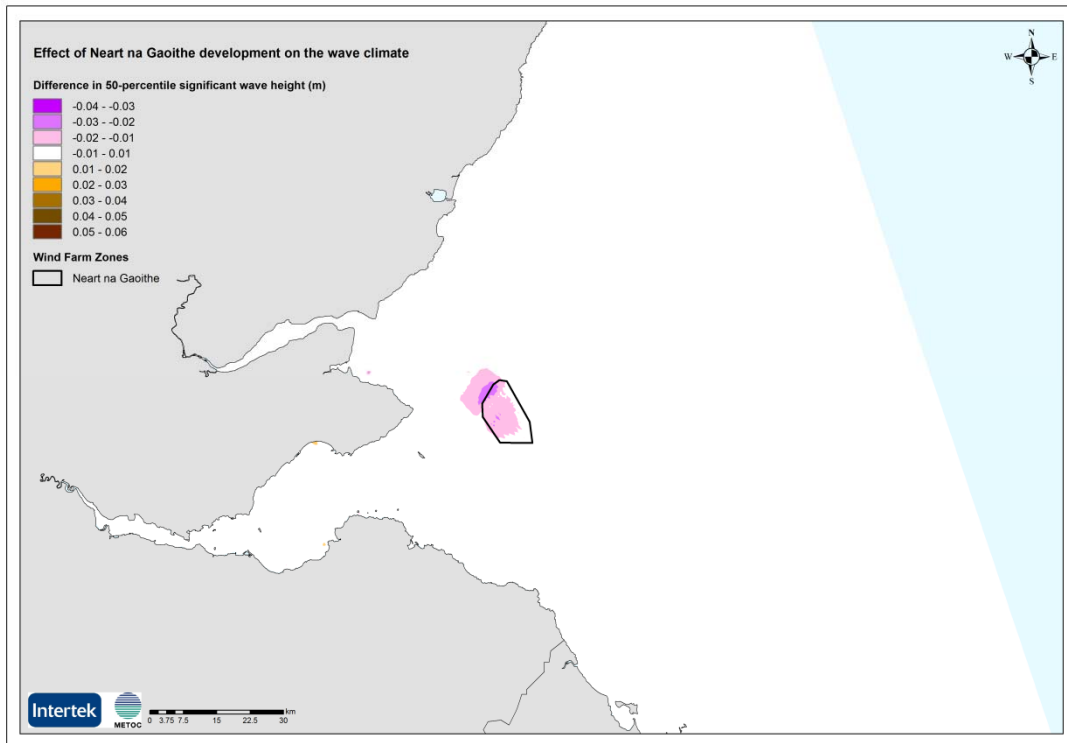 Effect of Neart na Gaoithe development on the wave climate
Difference in 50-percentile significant wave height (m)
-0.04 - -0.03
-0.03 - -0.02
-0.02 - -0.01
-0.01 - 0.01
0.01 - 0.02
0.02 - 0.03
0.03 - 0.04
0.04 - 0.05
0.05 - 0.06
Wind Farm Zones
Neart na Gaoithe
N
W E
S
Intertek
METOC
km
0 3.75 7.5 15 22.5 30